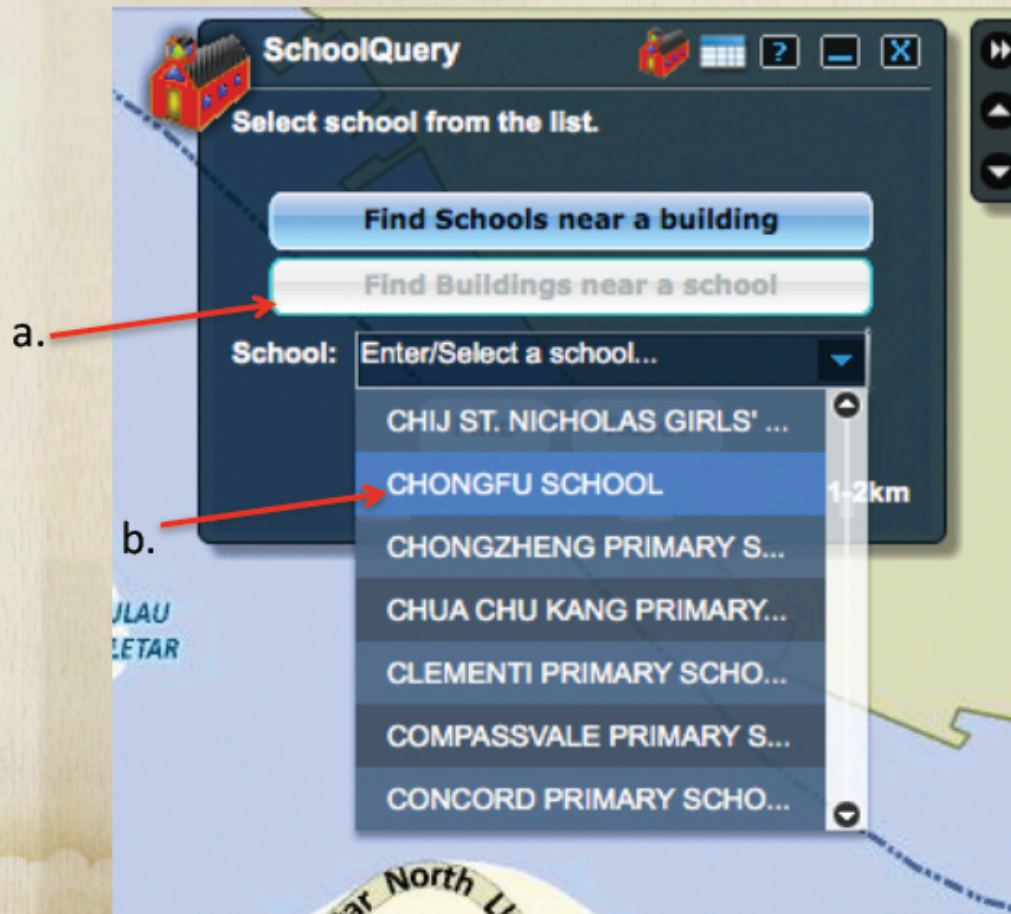 SchoolQuery
?
X
Select school from the list.
Find Schools near a building
a.
Find Buildings near a school
School: Enter/Select a school...
CHIJ ST. NICHOLAS GIRLS' ...
b.
CHONGFU SCHOOL
1-2km
CHONGZHENG PRIMARY S...
CHUA CHU KANG PRIMARY...
CLEMENTI PRIMARY SCHO...
COMPASSVALE PRIMARY S...
CONCORD PRIMARY SCHO...
ULAU
LETAR
North